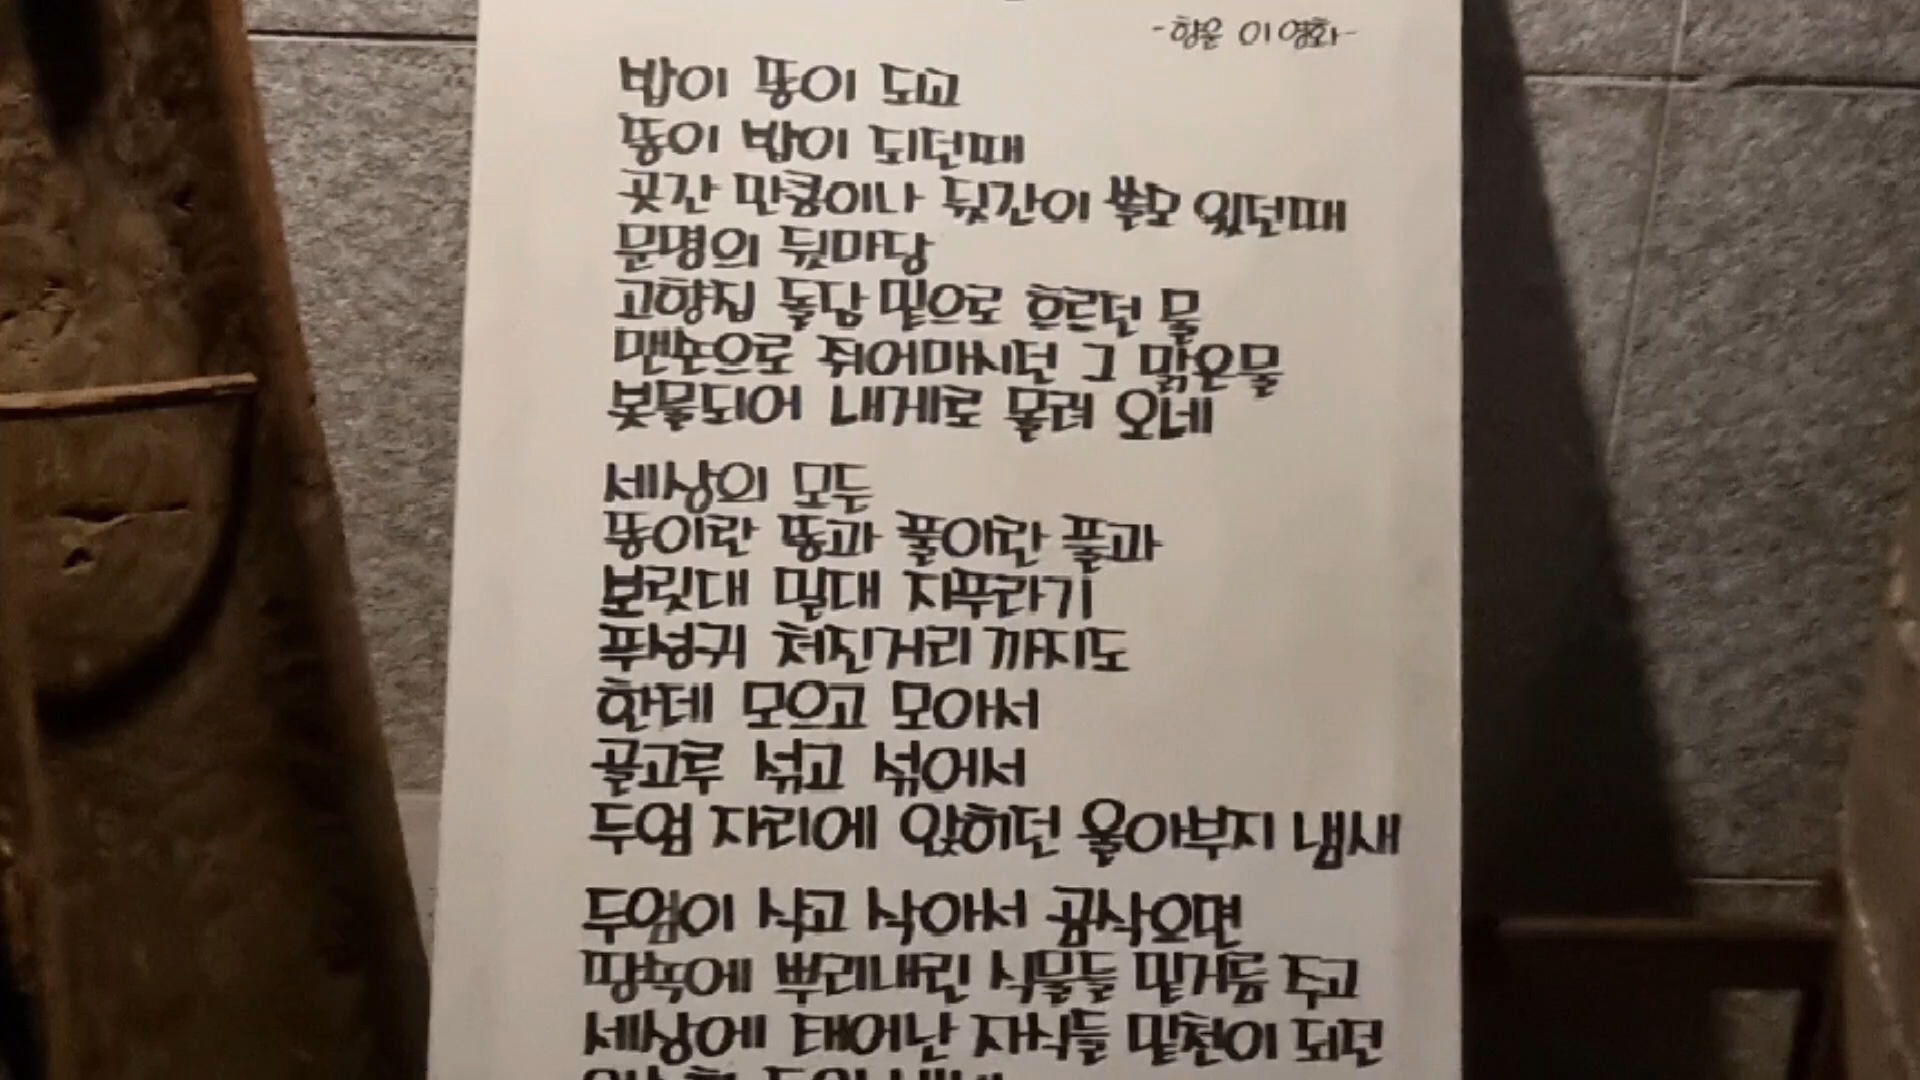 -향운 이영화-
밥이 똥이 되고
똥이 밥이 되던때
곳간 만큼이나 뒷간이 쓸모 있던때
문명의 뒷마당
고향집 돌담 밑으로 흐르던 물
맨손으로 쥐어매시던 그 맑은물
봇물되어 내게로 몰려 오네
세상의 모든
똥이란 똥과 풀이란 풀과
보릿대 밀대 지푸라기
푸성귀 처진거리 까지도
한데 모으고 모아서
골고루 섞고 섞어서
두엄 자리에 앉히던 울아부지 냄새
두엄이 삭고 삭아서 곰삭으면
땅속에 뿌리내린 식물들 밑거름 주고
세상에 태어난 자식들 밑천이 되던